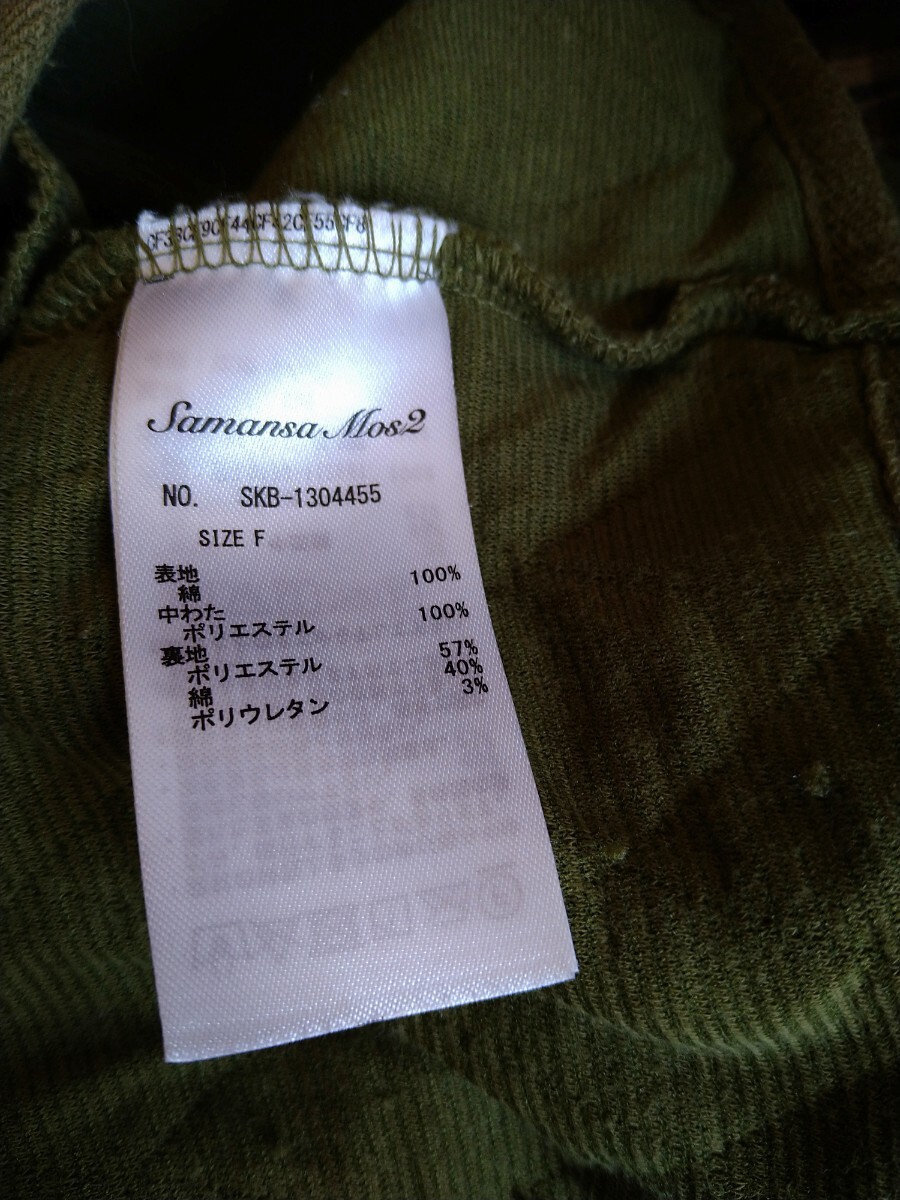 Samansa Mos2
NO. SKB-1304455
SIZE F
表地
綿 100%
中わた
ポリエステル 100%
裏地
ポリエステル 57%
綿 40%
ポリウレタン 3%